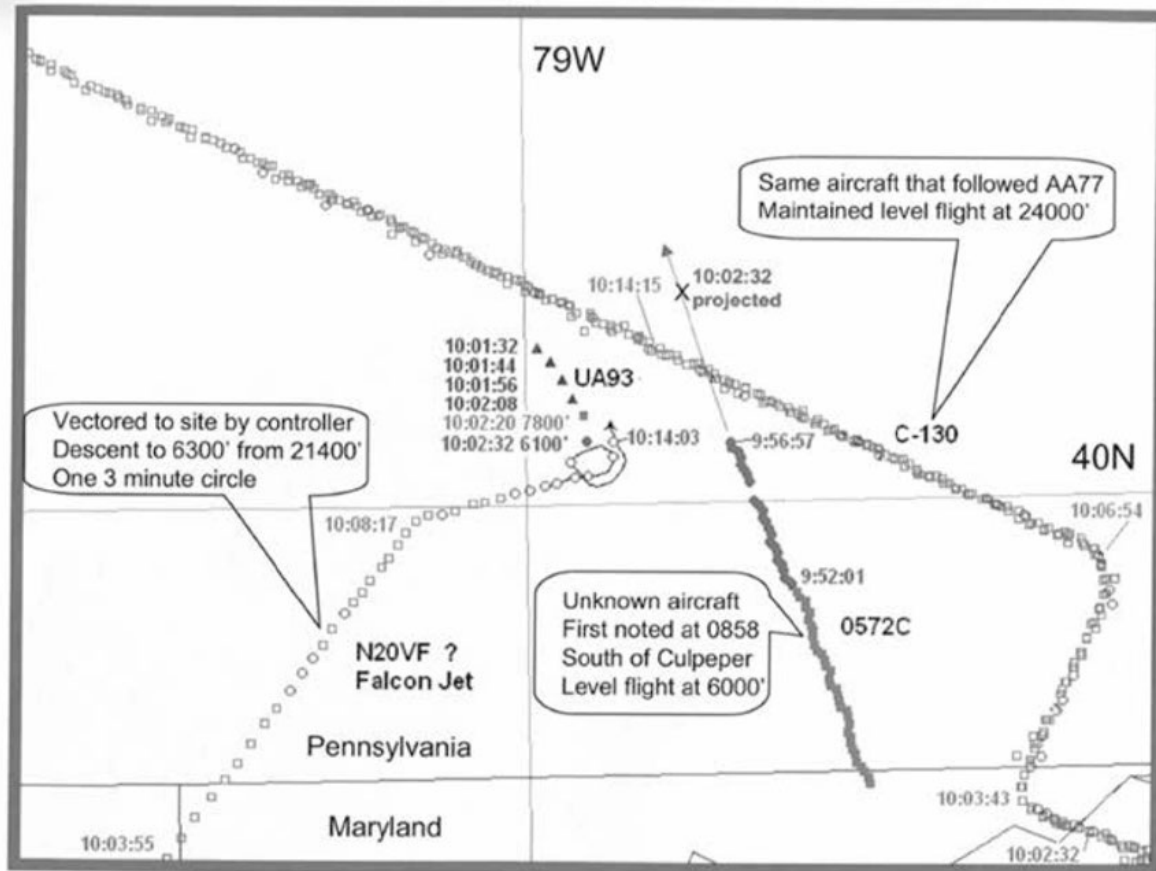 79W
Same aircraft that followed AA77
Maintained level flight at 24000'
10:14:15
10:02:32
projected
10:01:32
10:01:44
10:01:56
10:02:08
10:02:20 7800'
10:02:32 6100'
UA93
10:14:03
9:56:57
C-130
40N
Vectored to site by controller
Descent to 6300' from 21400'
One 3 minute circle
10:08:17
10:06:54
9:52:01
Unknown aircraft
First noted at 0858
South of Culpeper
Level flight at 6000'
0572C
N20VF ?
Falcon Jet
Pennsylvania
Maryland
10:03:43
10:03:55
10:02:32